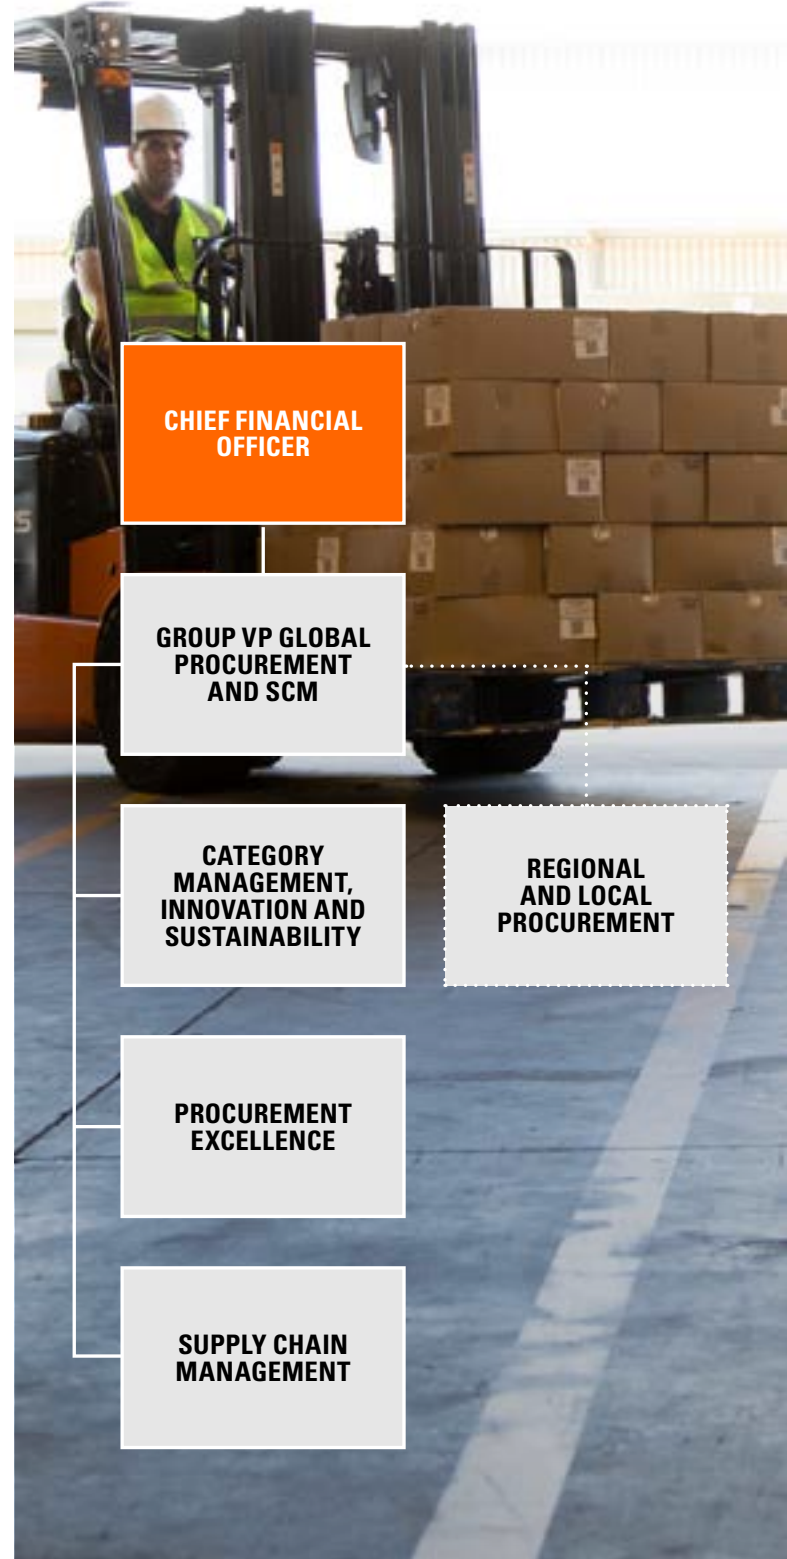 CHIEF FINANCIAL
OFFICER
GROUP VP GLOBAL
PROCUREMENT
AND SCM
CATEGORY
MANAGEMENT,
INNOVATION AND
SUSTAINABILITY
REGIONAL
AND LOCAL
PROCUREMENT
PROCUREMENT
EXCELLENCE
SUPPLY CHAIN
MANAGEMENT